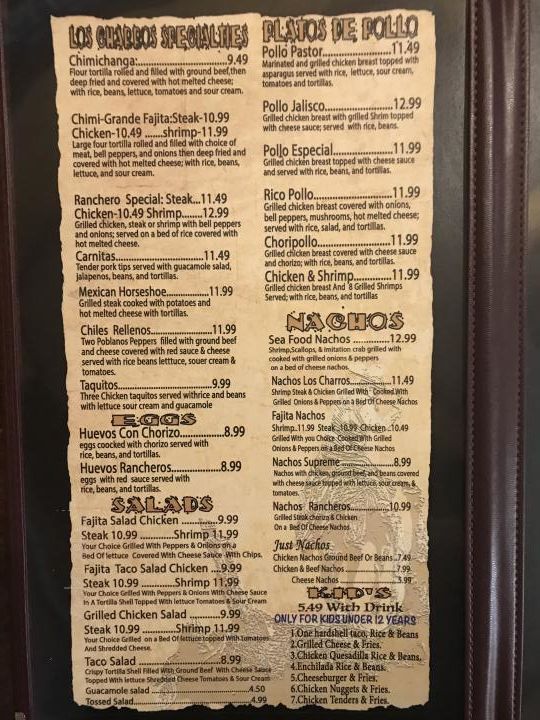 LOS CHARROS SPECIALTIES
Chimichanga:..................9.49
Flour tortilla rolled and filled with ground beef,then
deep fried and covered with hot melted cheese;
with rice, beans, lettuce, tomatoes and sour cream.
Chimi-Grande Fajita:Steak-10.99
Chicken-10.49 .......shrimp-11.99
Large four tortilla rolled and filled with choice of
meat, bell peppers, and onions then deep fried and
covered with hot melted cheese; with rice, beans,
lettuce, and sour cream.
Ranchero Special: Steak...11.49
Chicken-10.49 Shrimp.......12.99
Grilled chicken, steak or shrimp with bell peppers
and onions; served on a bed of rice covered with
hot melted cheese.
Carnitas.......................11.49
Tender pork tips served with guacamole salad,
jalapenos, beans, and tortillas.
Mexican Horseshoe...........11.99
Grilled steak cooked with potatoes and
hot melted cheese with tortillas.
Chiles Rellenos................11.99
Two Poblanos Peppers filled with ground beef
and cheese covered with red sauce & cheese
served with rice beans letttuce, souer cream &
tomatoes.
Taquitos.........................9.99
Three Chicken taquitos served withrice and beans
with lettuce sour cream and guacamole
EGGS
Huevos Con Chorizo............8.99
eggs coocked with chorizo served with
rice, beans, and tortillas.
Huevos Rancheros.............8.99
eggs with red sauce served with
rice, beans, and tortillas.
SALADS
Fajita Salad Chicken ..........9.99
Steak 10.99 ...........Shrimp 11.99
Your Choice Grilled With Peppers & Onions on a
Bed Of lettuce Covered With Cheese Sauce With Chips.
Fajita Taco Salad Chicken ...9.99
Steak 10.99 ...........Shrimp 11.99
Your Choice Grilled With Peppers & Onions With Cheese Sauce
In A Tortilla Shell Topped With lettuce Tomatoes & Sour Cream
Grilled Chicken Salad ........9.99
Steak 10.99 ...........Shrimp 11.99
Your Choice Grilled on a Bed Of lettuce topped With Tomatoes
And Shredded Cheese.
Taco Salad .....................8.99
Crispy Tortilla Shell Filled With Ground Beef With Cheese Sauce
Topped With lettuce Shredded Cheese Tomatoes & Sour Cream
Guacamole salad .........................4.50
Tossed Salad..............................4.99
PLATOS DE POLLO
Pollo Pastor....................11.49
Marinated and grilled chicken breast topped with
asparagus served with rice, lettuce, sour cream,
tomatoes and tortillas.
Pollo Jalisco....................12.99
Grilled chicken breast with grilled Shrimp topped
with cheese sauce; served with rice, beans.
Pollo Especial..................11.99
Grilled chicken breast topped with cheese sauce
and served with rice, beans, and tortillas.
Rico Pollo.......................11.99
Grilled chicken breast covered with onions,
bell peppers, mushrooms, hot melted cheese;
served with rice, salad, and tortillas.
Choripollo......................11.99
Grilled chicken breast covered with cheese sauce
and chorizo; with rice, beans, and tortillas.
Chicken & Shrimp.............11.99
Grilled chicken breast And 8 Grilled Shrimps
Served; with rice, beans, and tortillas
NACHOS
Sea Food Nachos .............12.99
Shrimp,Scallops, & imitation crab grilled with
cooked with grilled onions & peppers
on a bed of cheese nachos.
Nachos Los Charros............11.49
Shrimp Steak & Chicken Grilled With Cooked With
Grilled Onions & Peppers on a Bed Of Cheese Nachos
Fajita Nachos
Shrimp..11.99 Steak..10.99 Chicken ..10.49
Grilled With you Choice Cooked With Grilled
Onions & Peppers on a Bed Of Cheese Nachos
Nachos Supreme................8.99
Nachos with chicken, ground beef, and beans covered
with cheese sauce topped with lettuce, sour cream, &
tomatoes.
Nachos Rancheros............10.99
Grilled Steak chorizo & Chicken
On a Bed Of Cheese Nachos
Just Nachos
Chicken Nachos Ground Beef Or Beans..7.49
Chicken & Beef Nachos ................7.99
Cheese Nachos ..................5.99
KID'S
5.49 With Drink
ONLY FOR KIDS UNDER 12 YEARS
1.One hardshell taco, Rice & Beans
2.Grilled Cheese & Fries.
3.Chicken Quesadilla Rice & Beans.
4.Enchilada Rice & Beans.
5.Cheeseburger & Fries.
6.Chicken Nuggets & Fries.
7.Chicken Tenders & Fries.